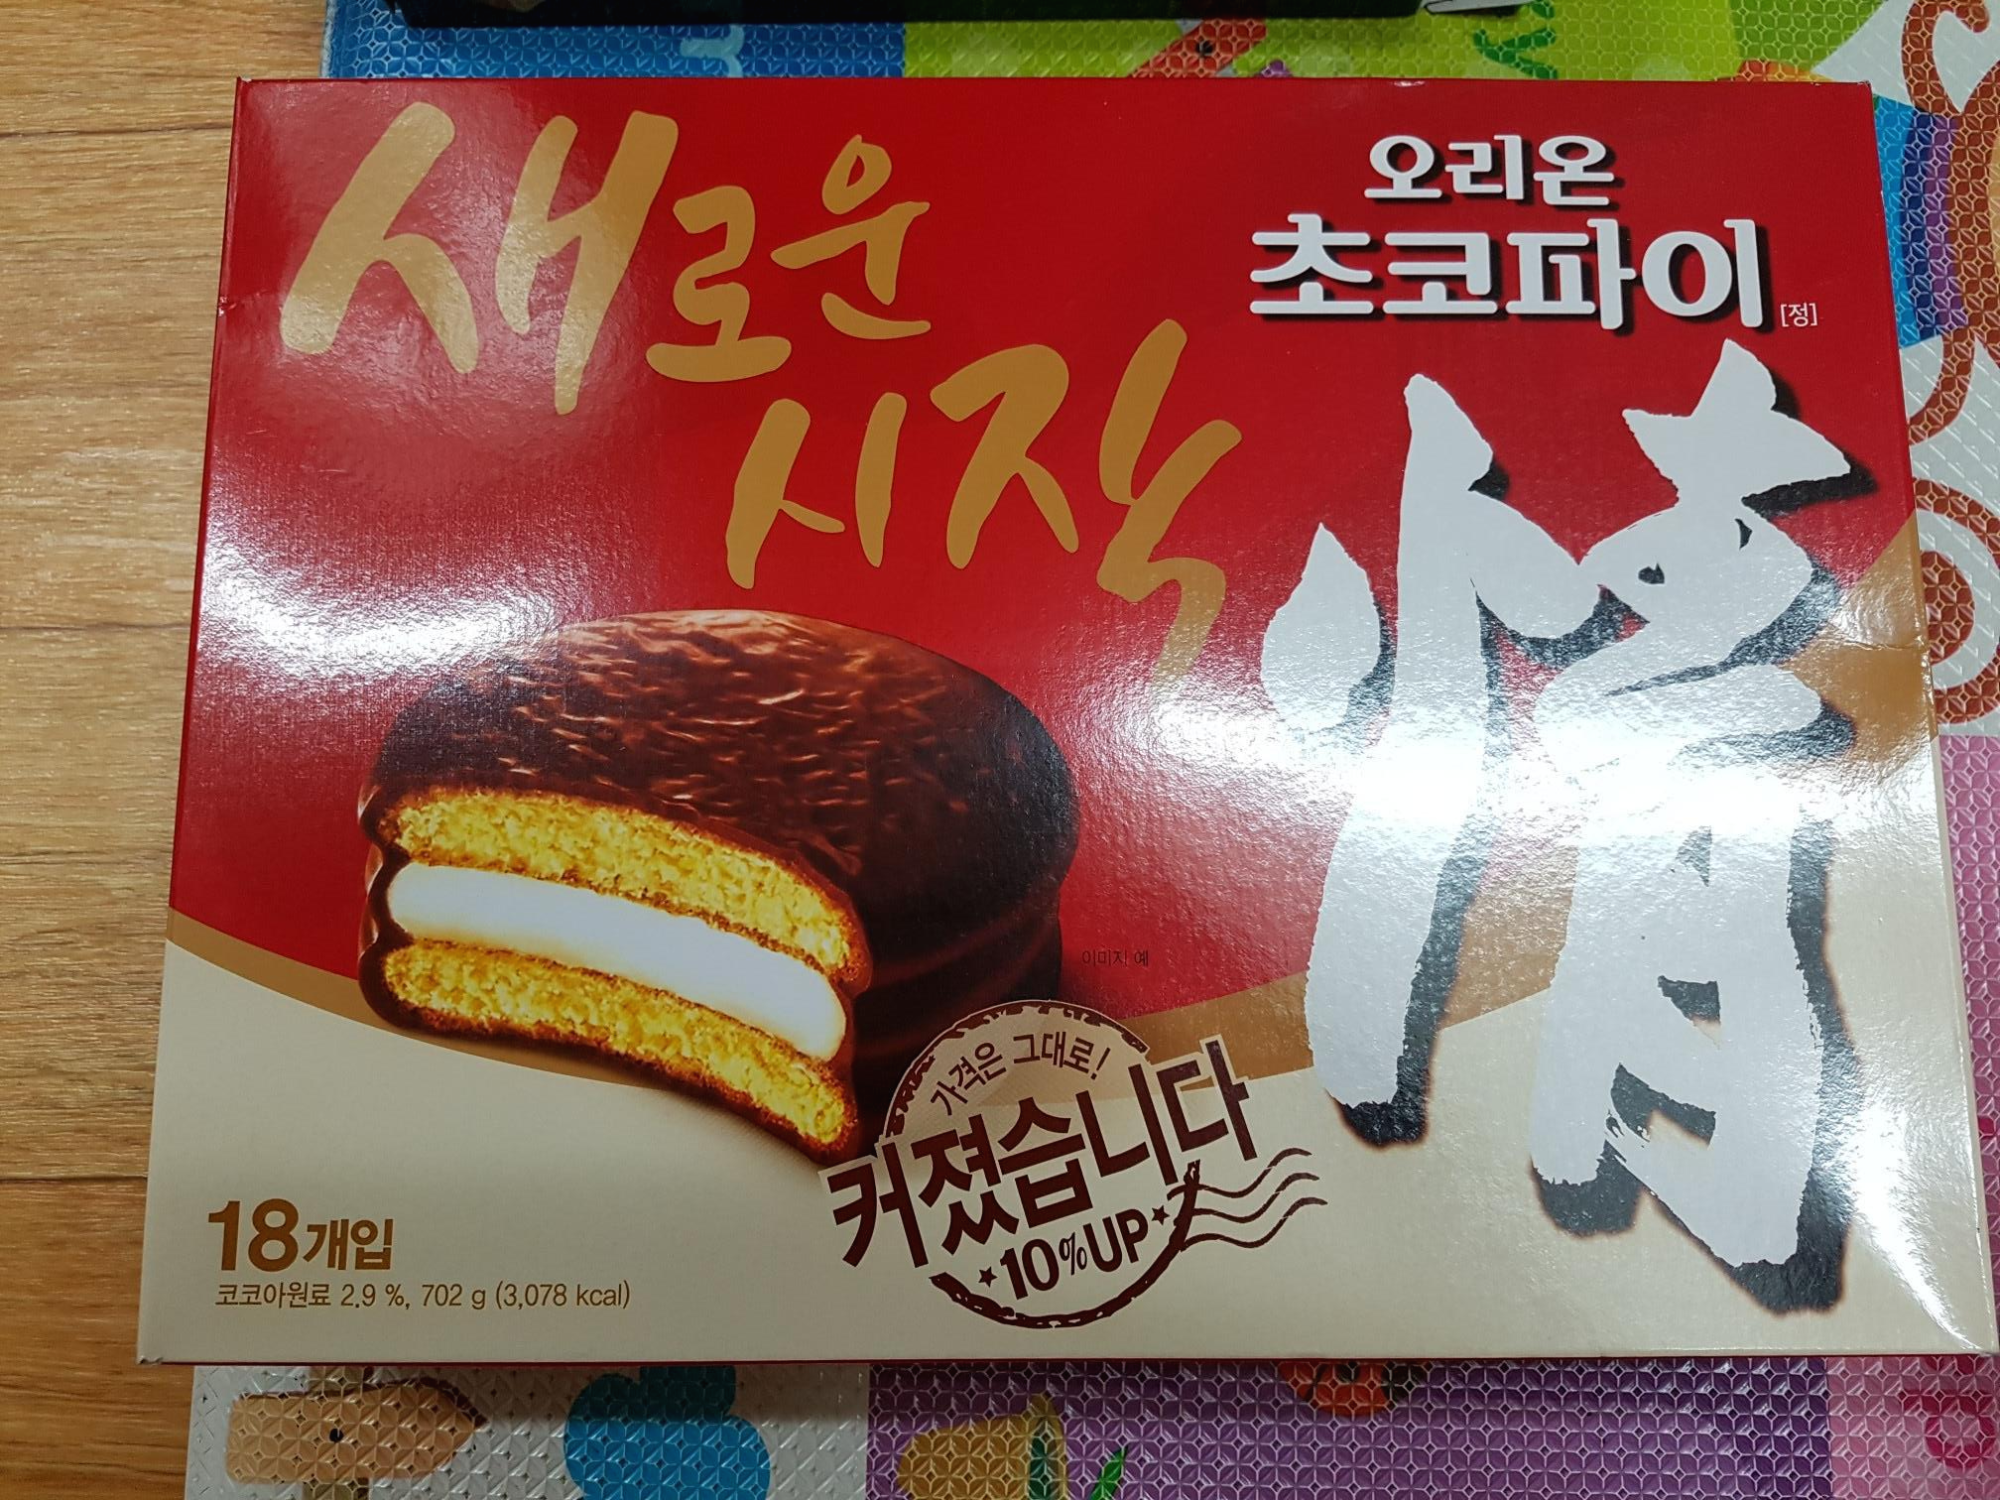 새로운
시작
오리온
초코파이 [정]
情
이미지 예
가격은 그대로!
커졌습니다
10% UP
18개입
코코아원료 2.9 %, 702 g (3,078 kcal)